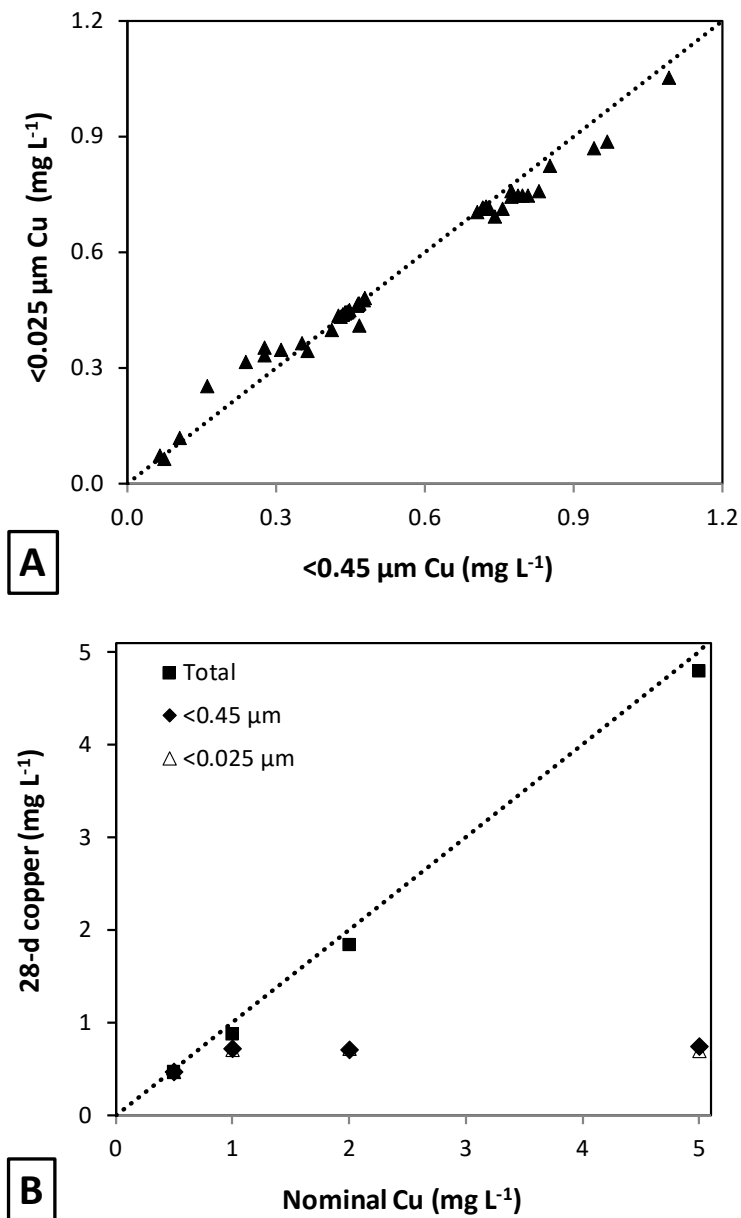 1.2
0.9
0.6
0.3
0.0
<0.025 µm Cu (mg L-1)
0.0 0.3 0.6 0.9 1.2
<0.45 µm Cu (mg L-1)
A
5
4
3
2
1
0
28-d copper (mg L-1)
Total
<0.45 µm
<0.025 µm
0 1 2 3 4 5
Nominal Cu (mg L-1)
B